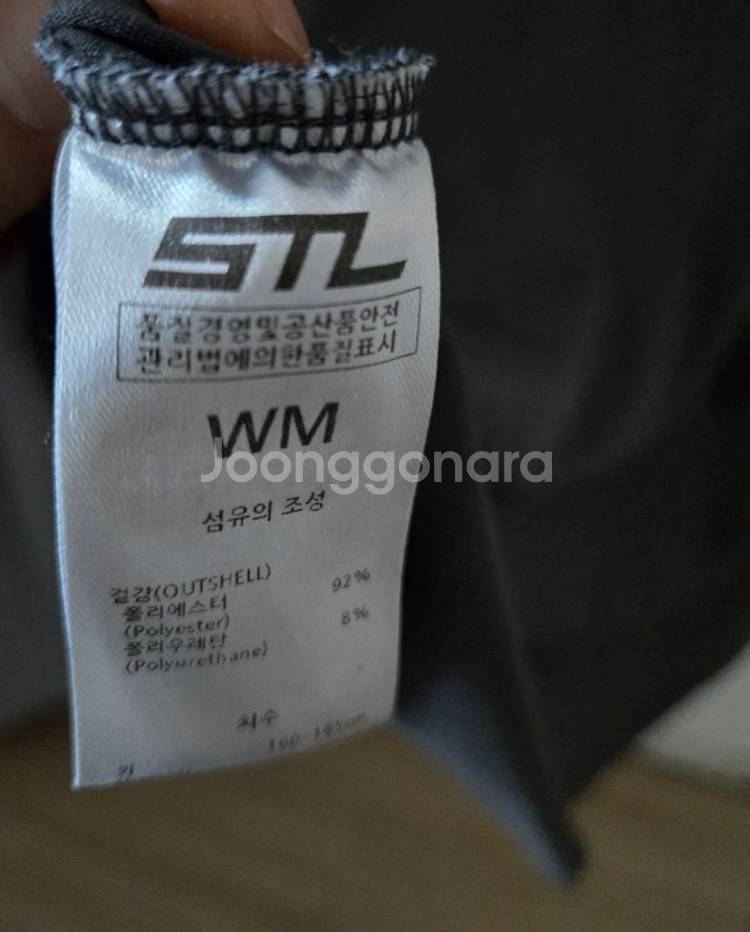 STL
품질경영및공산품안전
관리법에의한품질표시
WM
Joonggonara
섬유의 조성
겉감(OUTSHELL)
폴리에스터 92%
(Polyester)
폴리우레탄 8%
(Polyurethane)
치수
키 160-165cm